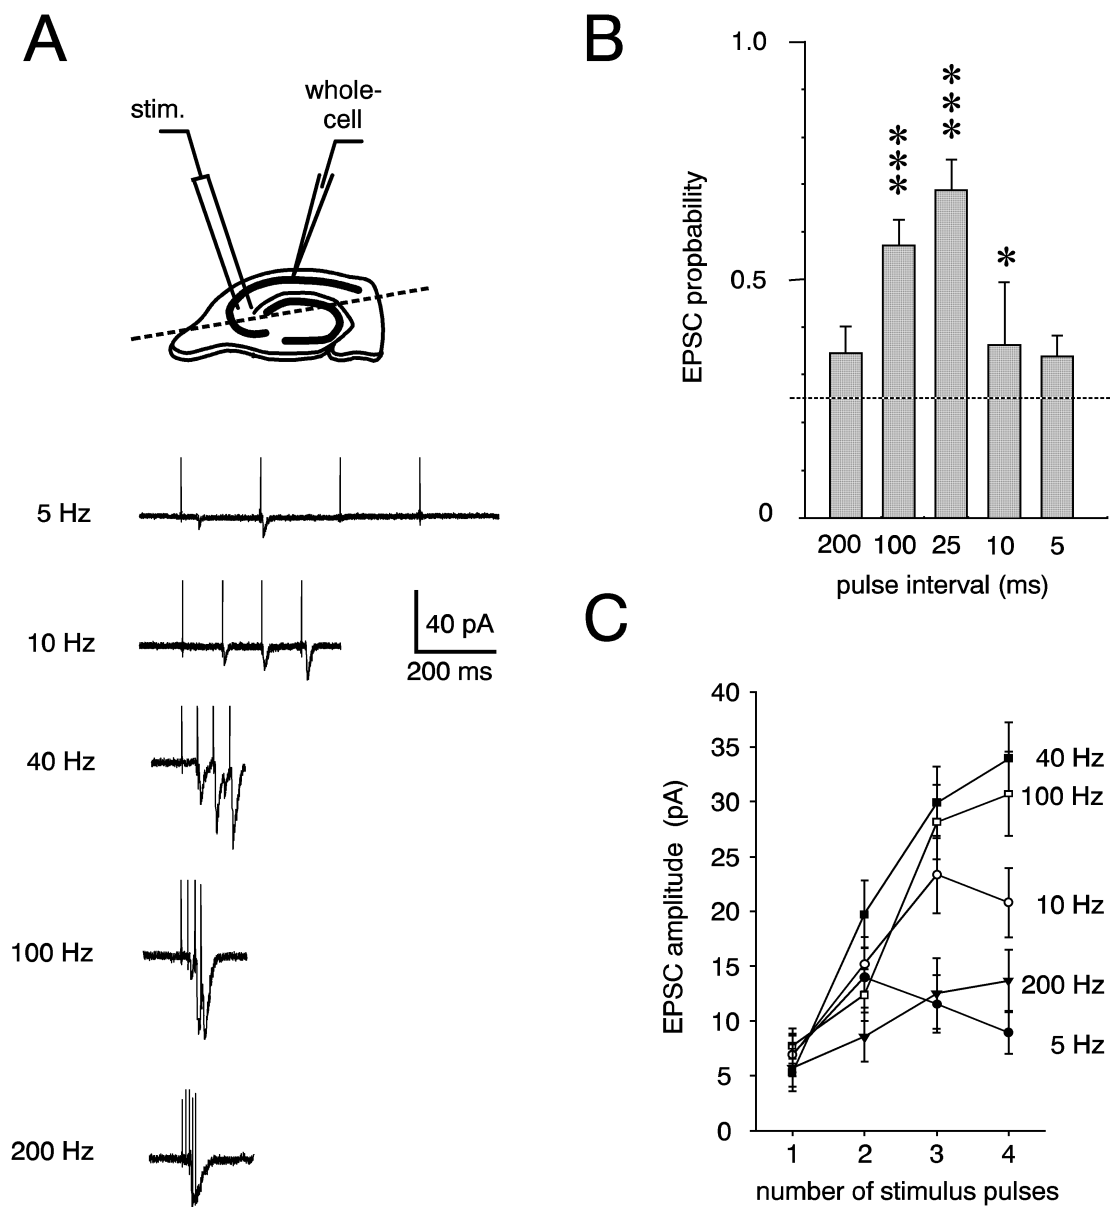 A
stim.
whole-
cell
5 Hz
10 Hz
40 pA
200 ms
40 Hz
100 Hz
200 Hz
B
1.0
0.5
0
EPSC propbability
***
***
*
200 100 25 10 5
pulse interval (ms)
C
40
35
30
25
20
15
10
5
0
EPSC amplitude (pA)
40 Hz
100 Hz
10 Hz
200 Hz
5 Hz
1 2 3 4
number of stimulus pulses